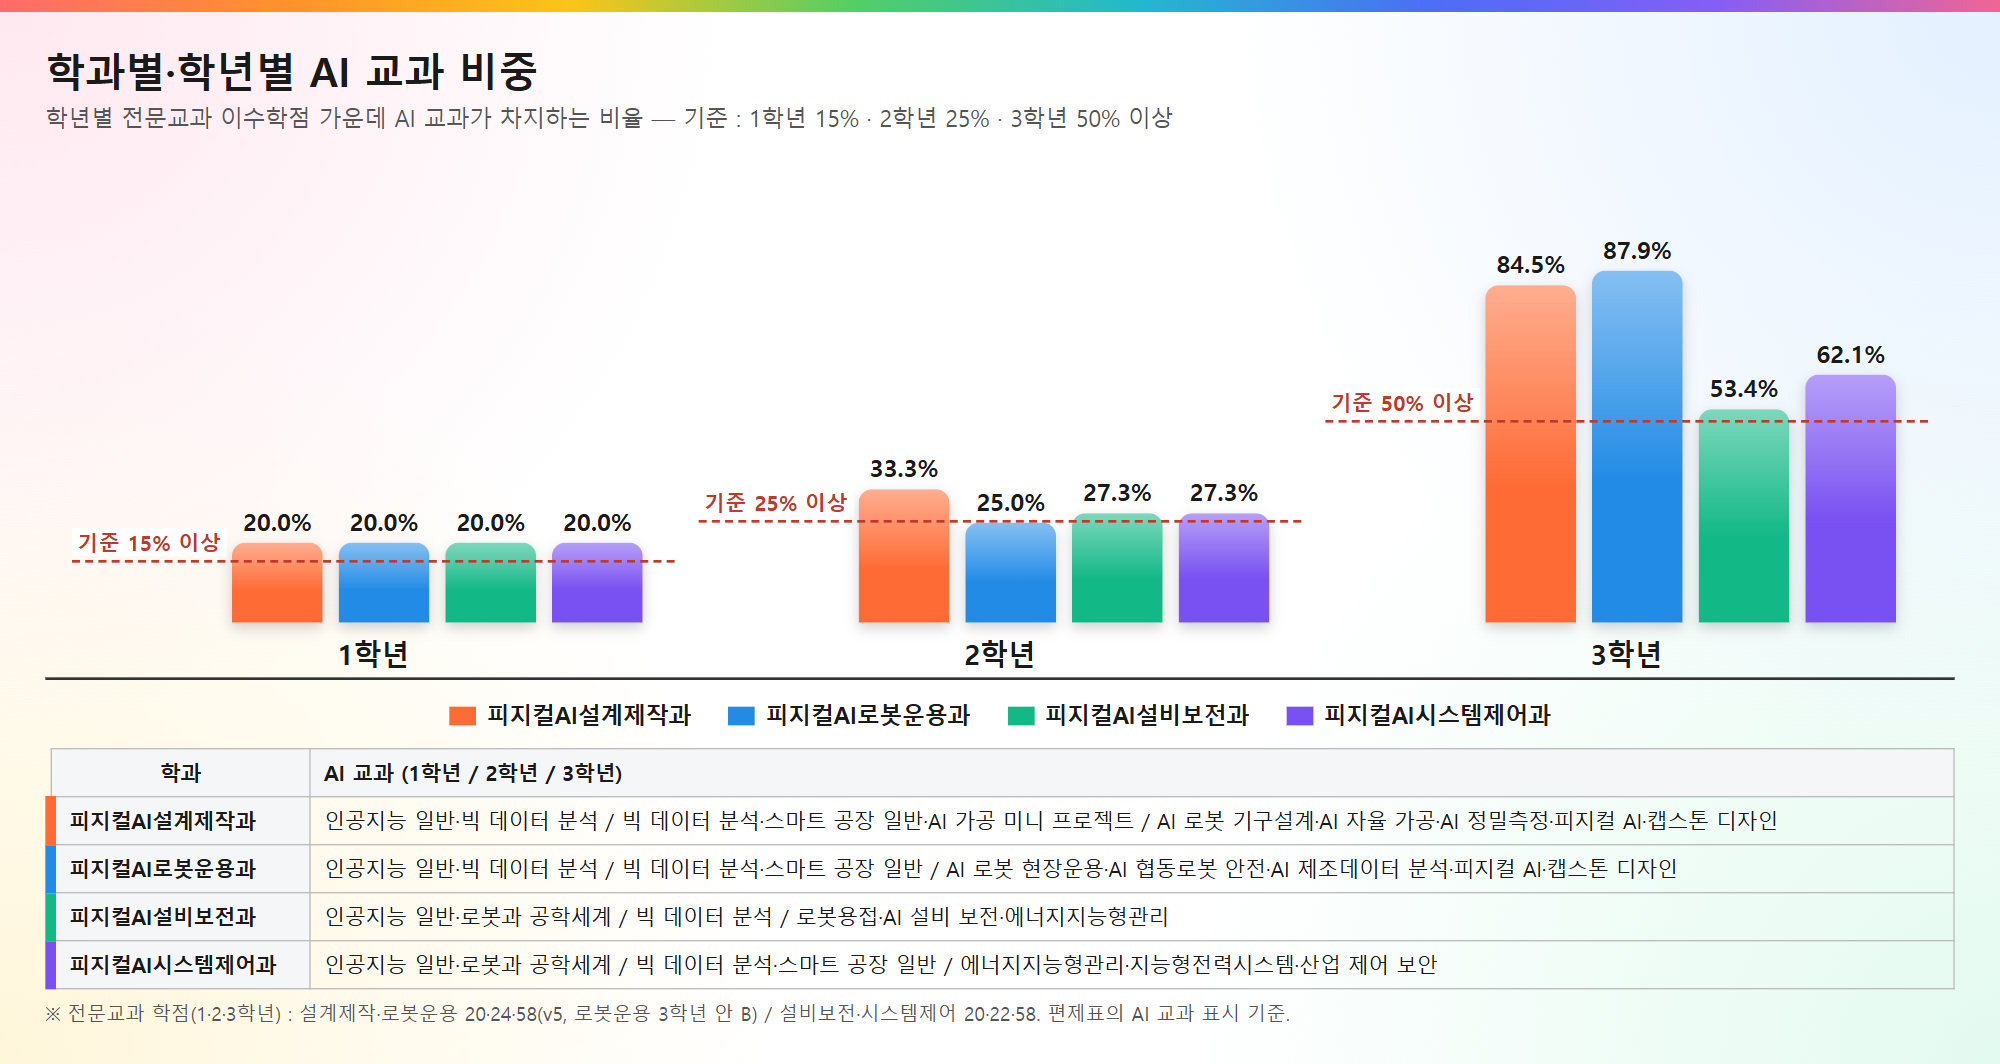 학과별·학년별 AI 교과 비중
학년별 전문교과 이수학점 가운데 AI 교과가 차지하는 비율 — 기준 : 1학년 15% · 2학년 25% · 3학년 50% 이상
기준 15% 이상
20.0%
20.0%
20.0%
20.0%
1학년
기준 25% 이상
33.3%
25.0%
27.3%
27.3%
2학년
기준 50% 이상
84.5%
87.9%
53.4%
62.1%
3학년
피지컬AI설계제작과
피지컬AI로봇운용과
피지컬AI설비보전과
피지컬AI시스템제어과
학과
AI 교과 (1학년 / 2학년 / 3학년)
피지컬AI설계제작과
인공지능 일반·빅 데이터 분석 / 빅 데이터 분석·스마트 공장 일반·AI 가공 미니 프로젝트 / AI 로봇 기구설계·AI 자율 가공·AI 정밀측정·피지컬 AI·캡스톤 디자인
피지컬AI로봇운용과
인공지능 일반·빅 데이터 분석 / 빅 데이터 분석·스마트 공장 일반 / AI 로봇 현장운용·AI 협동로봇 안전·AI 제조데이터 분석·피지컬 AI·캡스톤 디자인
피지컬AI설비보전과
인공지능 일반·로봇과 공학세계 / 빅 데이터 분석 / 로봇용접·AI 설비 보전·에너지지능형관리
피지컬AI시스템제어과
인공지능 일반·로봇과 공학세계 / 빅 데이터 분석·스마트 공장 일반 / 에너지지능형관리·지능형전력시스템·산업 제어 보안
※ 전문교과 학점(1·2·3학년) : 설계제작·로봇운용 20·24·58(v5, 로봇운용 3학년 안 B) / 설비보전·시스템제어 20·22·58. 편제표의 AI 교과 표시 기준.